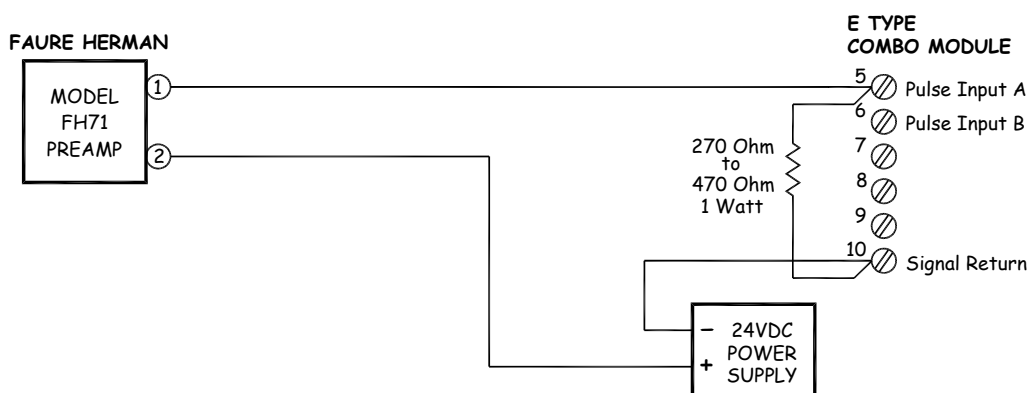 FAURE HERMAN
MODEL
FH71
PREAMP
1
2
E TYPE
COMBO MODULE
5 Pulse Input A
6 Pulse Input B
7
8
9
10 Signal Return
270 Ohm
to
470 Ohm
1 Watt
– 24VDC
POWER
+ SUPPLY